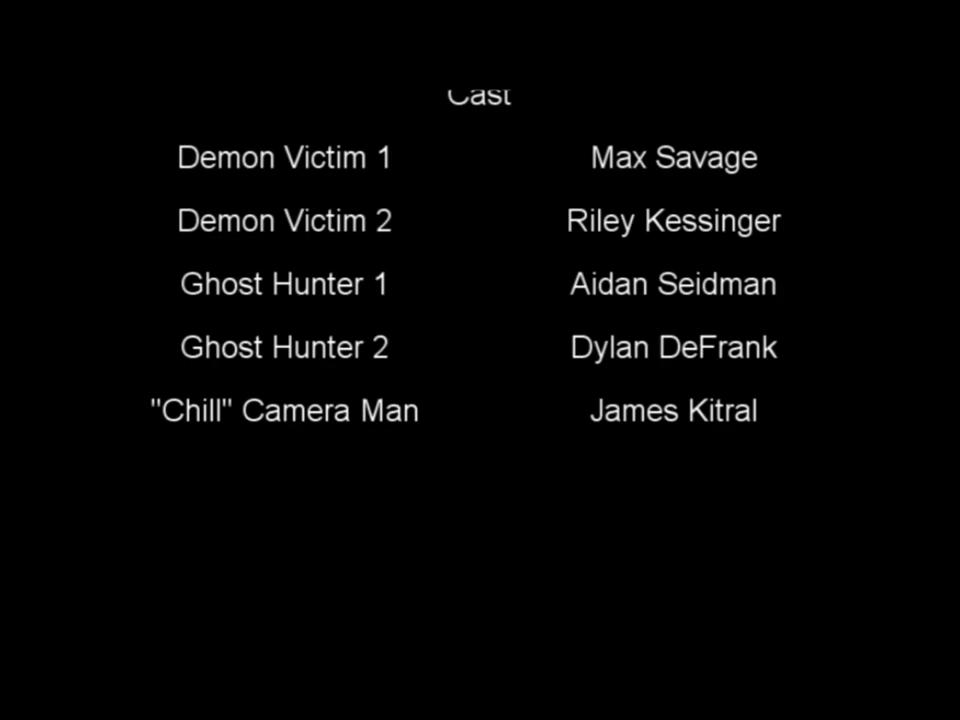 Cast
Demon Victim 1 Max Savage
Demon Victim 2 Riley Kessinger
Ghost Hunter 1 Aidan Seidman
Ghost Hunter 2 Dylan DeFrank
"Chill" Camera Man James Kitral